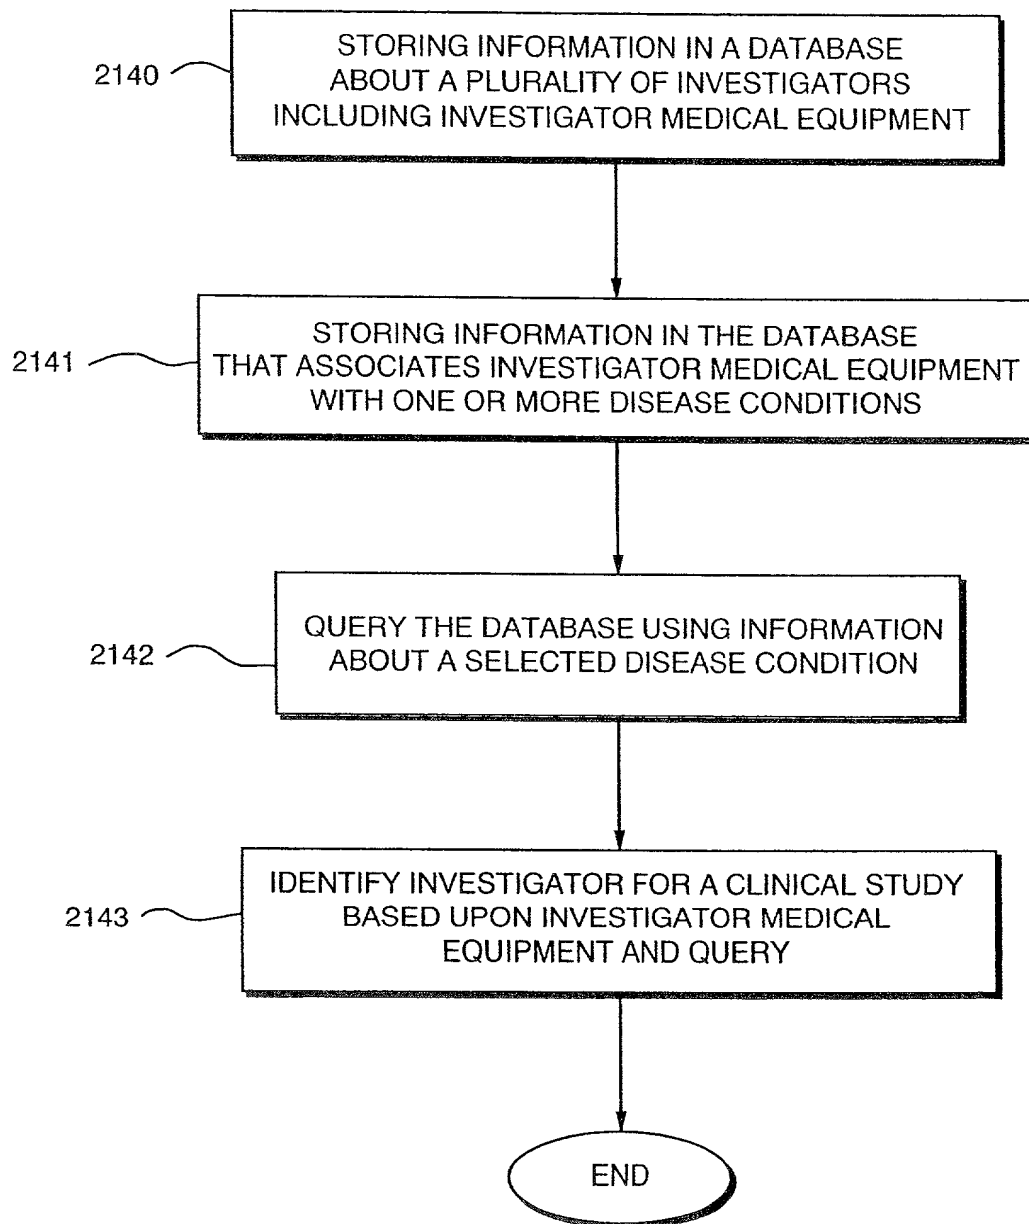 2140
STORING INFORMATION IN A DATABASE
ABOUT A PLURALITY OF INVESTIGATORS
INCLUDING INVESTIGATOR MEDICAL EQUIPMENT
2141
STORING INFORMATION IN THE DATABASE
THAT ASSOCIATES INVESTIGATOR MEDICAL EQUIPMENT
WITH ONE OR MORE DISEASE CONDITIONS
2142
QUERY THE DATABASE USING INFORMATION
ABOUT A SELECTED DISEASE CONDITION
2143
IDENTIFY INVESTIGATOR FOR A CLINICAL STUDY
BASED UPON INVESTIGATOR MEDICAL
EQUIPMENT AND QUERY
END